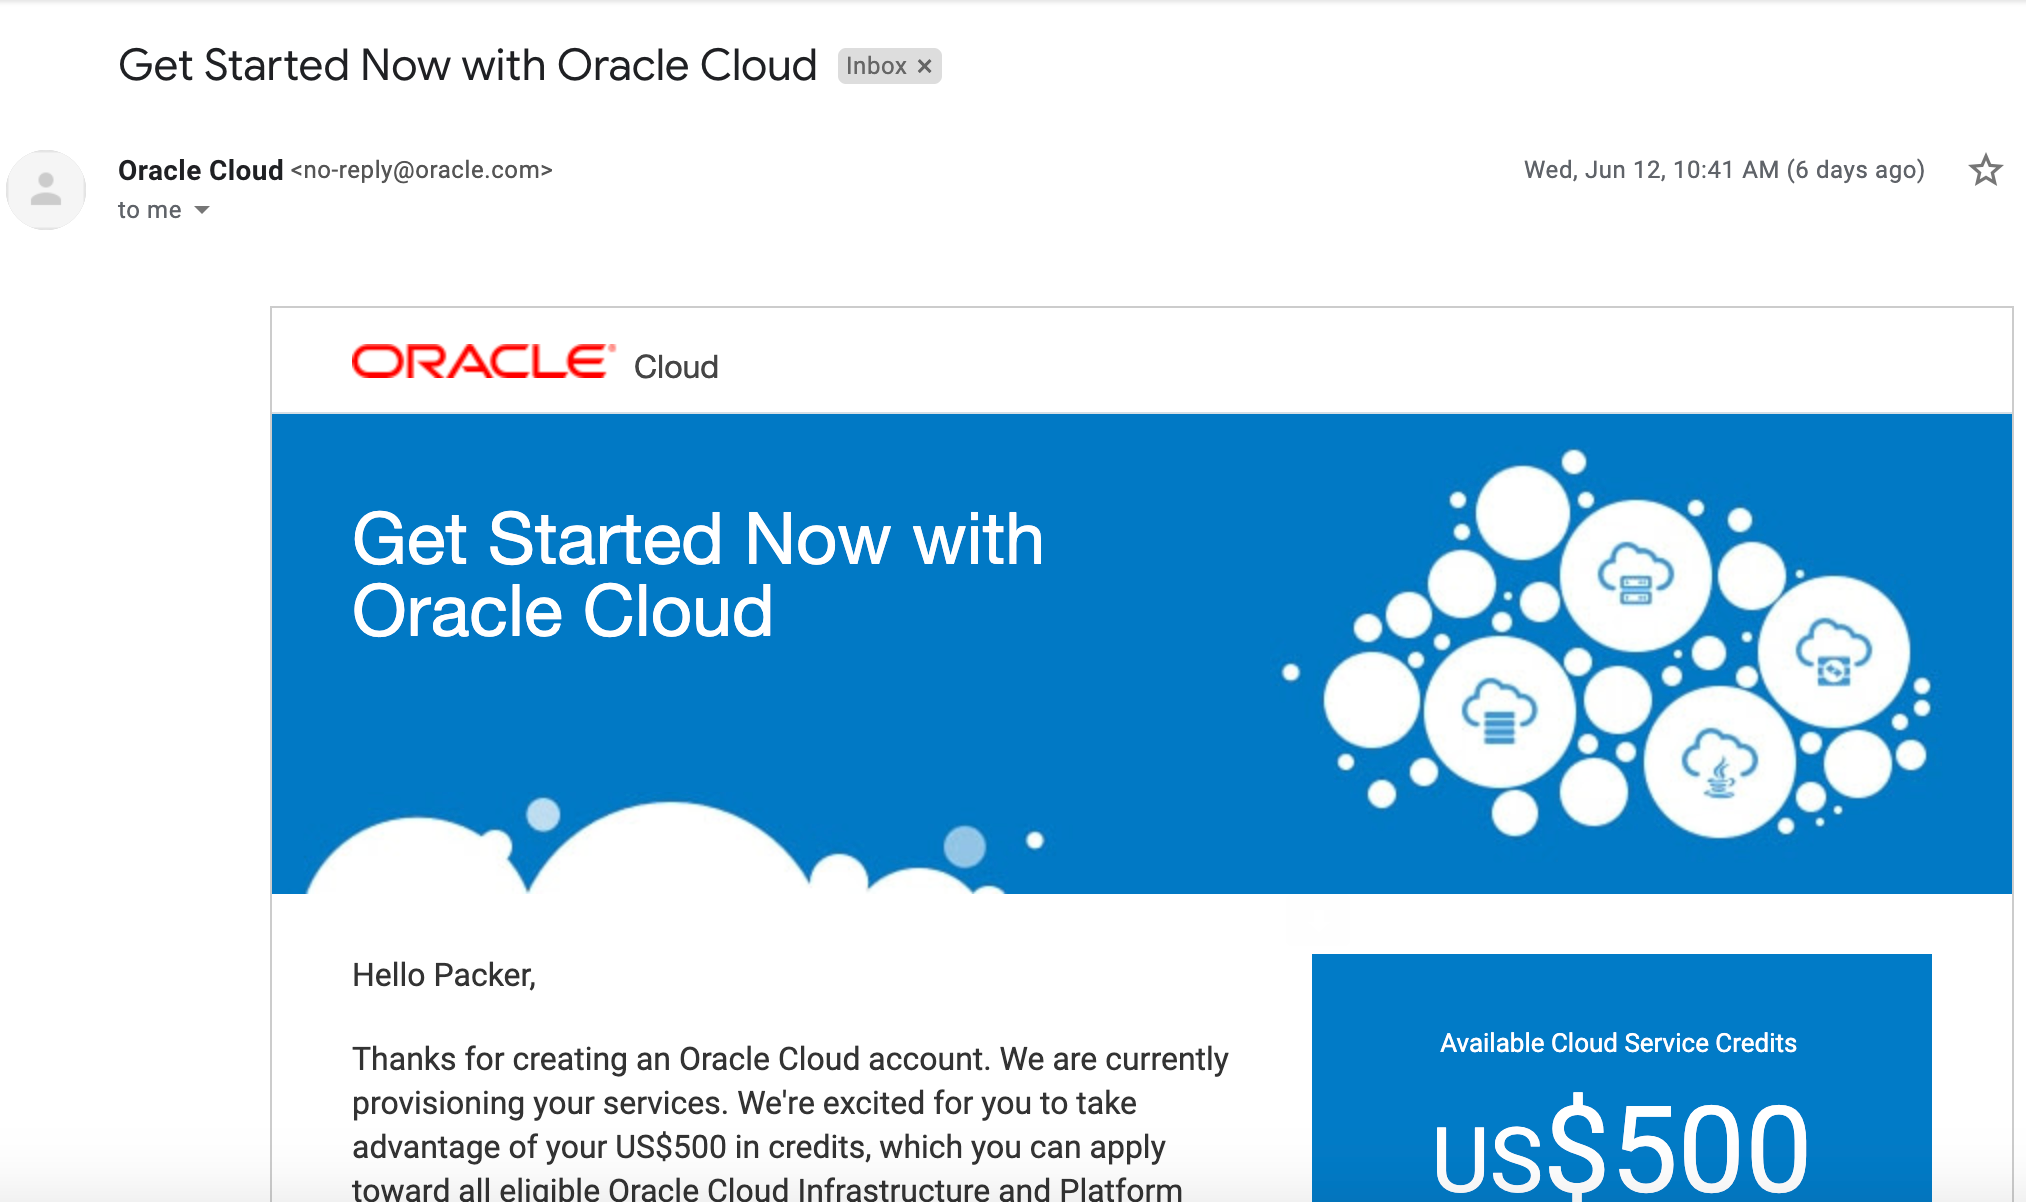 Get Started Now with Oracle Cloud Inbox ×
Oracle Cloud <no-reply@oracle.com> Wed, Jun 12, 10:41 AM (6 days ago)
to me
ORACLE® Cloud
Get Started Now with
Oracle Cloud
Hello Packer,
Thanks for creating an Oracle Cloud account. We are currently
provisioning your services. We're excited for you to take
advantage of your US$500 in credits, which you can apply
toward all eligible Oracle Cloud Infrastructure and Platform
Available Cloud Service Credits
US$500